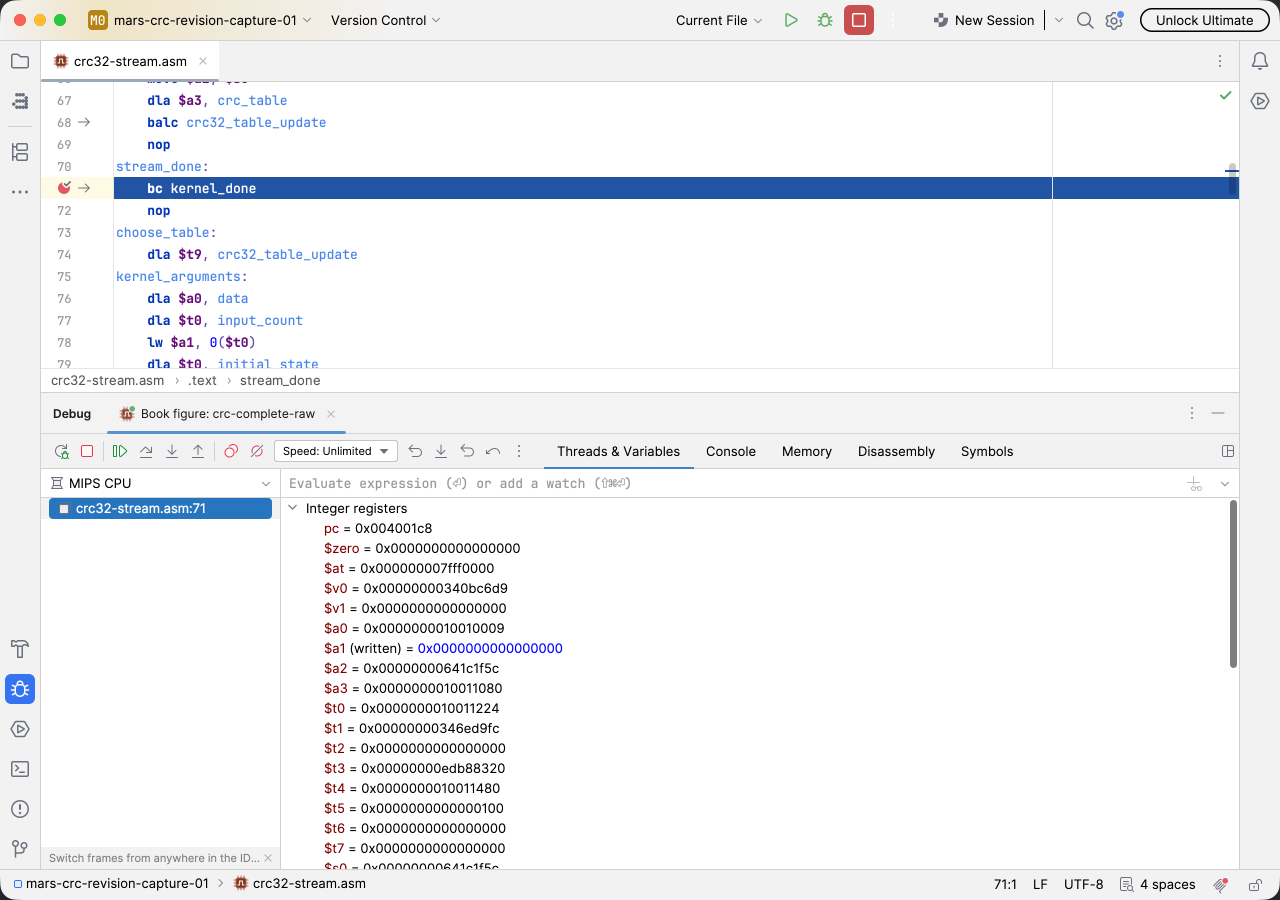 M0 mars-crc-revision-capture-01 Version Control Current File New Session Unlock Ultimate
crc32-stream.asm
67 dla $a3, crc_table
68 balc crc32_table_update
69 nop
70 stream_done:
bc kernel_done
72 nop
73 choose_table:
74 dla $t9, crc32_table_update
75 kernel_arguments:
76 dla $a0, data
77 dla $t0, input_count
78 lw $a1, 0($t0)
79 dla $t0, initial_state
crc32-stream.asm › .text › stream_done
Debug Book figure: crc-complete-raw
Speed: Unlimited Threads & Variables Console Memory Disassembly Symbols
MIPS CPU Evaluate expression (⏎) or add a watch (⇧⌘⏎)
crc32-stream.asm:71
Integer registers
pc = 0x004001c8
$zero = 0x0000000000000000
$at = 0x000000007fff0000
$v0 = 0x00000000340bc6d9
$v1 = 0x0000000000000000
$a0 = 0x0000000010010009
$a1 (written) = 0x0000000000000000
$a2 = 0x00000000641c1f5c
$a3 = 0x0000000010011080
$t0 = 0x0000000010011224
$t1 = 0x00000000346ed9fc
$t2 = 0x0000000000000000
$t3 = 0x00000000edb88320
$t4 = 0x0000000010011480
$t5 = 0x0000000000000100
$t6 = 0x0000000000000000
$t7 = 0x0000000000000000
$s0 = 0x00000000641c1f5c
Switch frames from anywhere in the ID...
mars-crc-revision-capture-01 › crc32-stream.asm 71:1 LF UTF-8 4 spaces